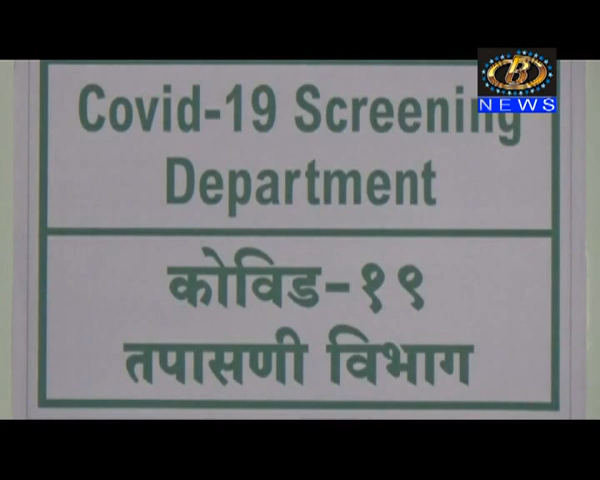 B
NEWS
Covid-19 Screening
Department
कोविड-१९
तपासणी विभाग